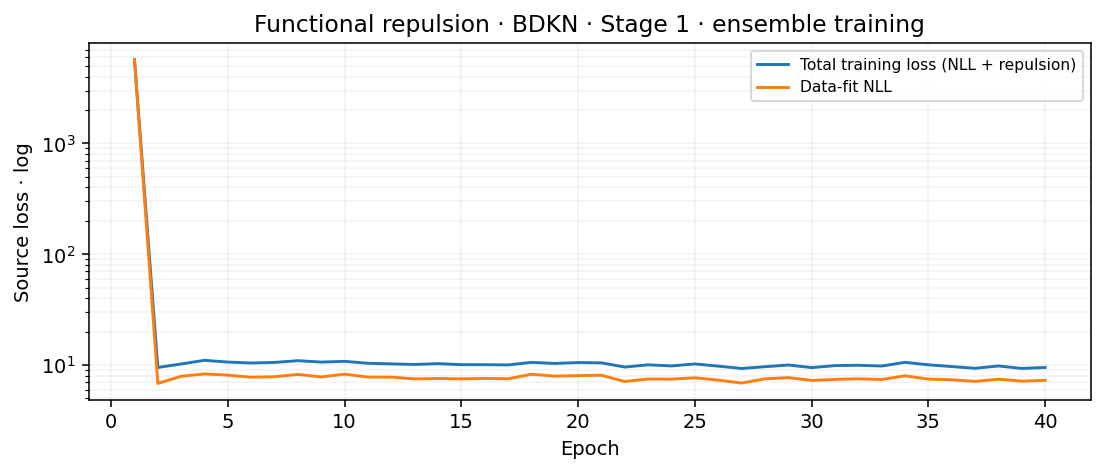 Functional repulsion · BDKN · Stage 1 · ensemble training
Total training loss (NLL + repulsion)
Data-fit NLL
Source loss · log
10³
10²
10¹
0 5 10 15 20 25 30 35 40
Epoch